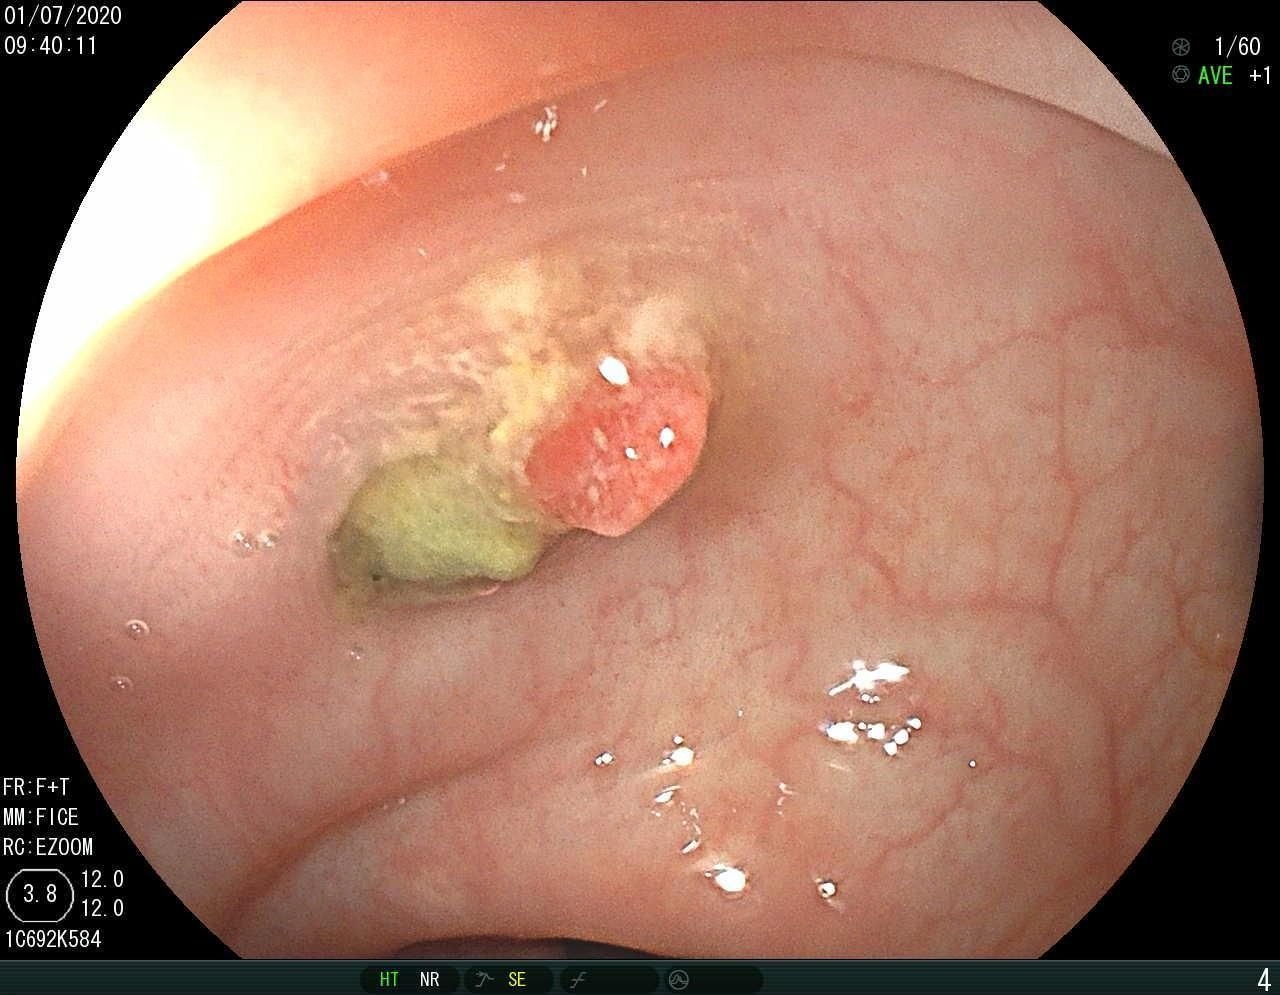 01/07/2020
09:40:11
1/60
AVE +1
FR:F+T
MM:FICE
RC:EZOOM
3.8
12.0
12.0
1C692K584
HT NR SE
4